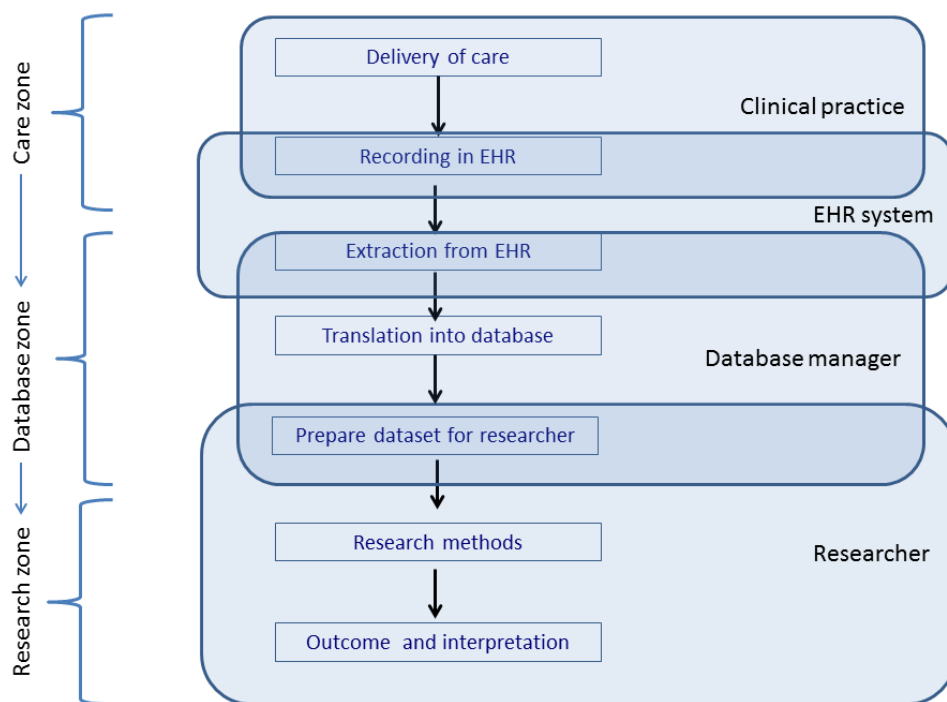 Care zone
Database zone
Research zone
Delivery of care
Clinical practice
Recording in EHR
EHR system
Extraction from EHR
Translation into database
Database manager
Prepare dataset for researcher
Research methods
Researcher
Outcome and interpretation